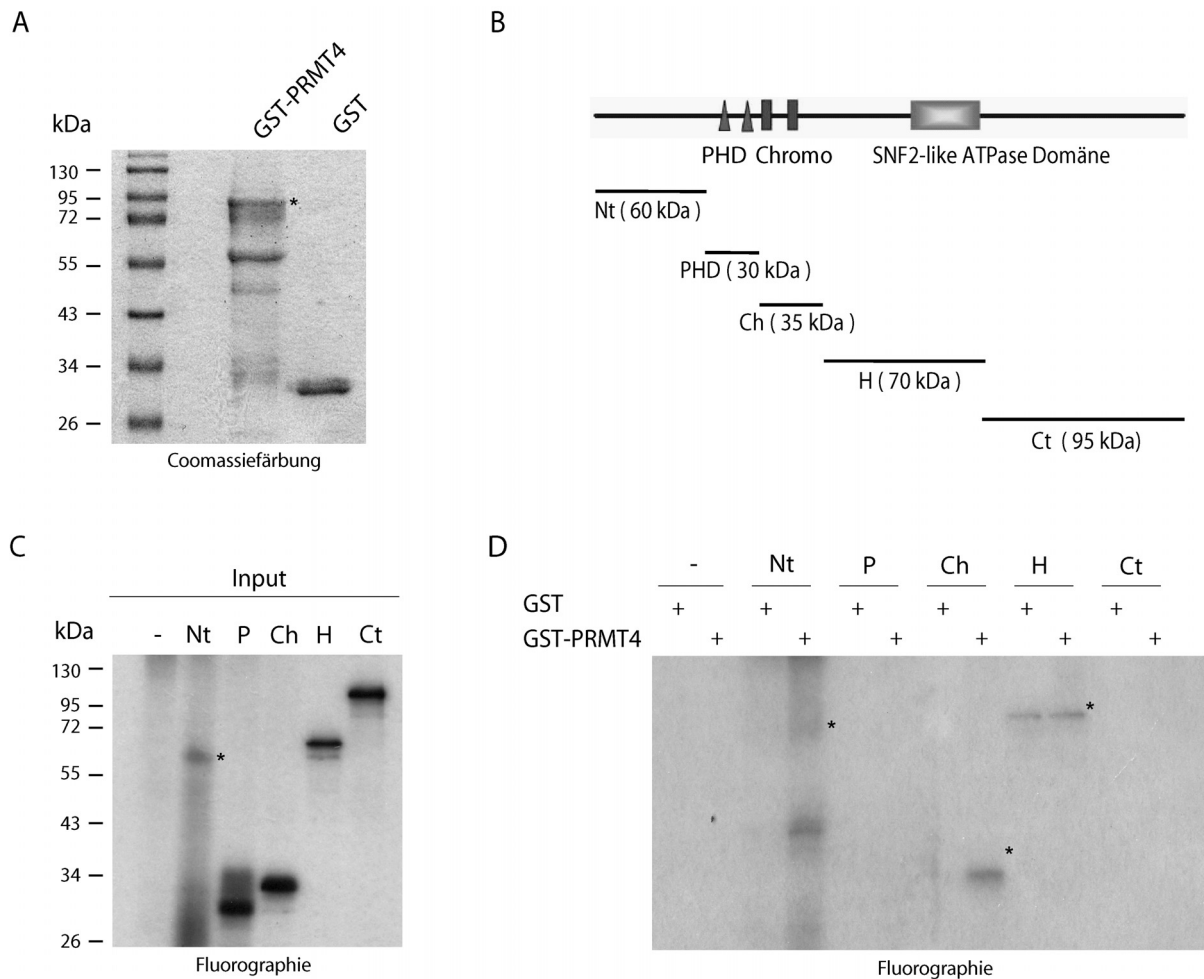 A
GST-PRMT4
GST
kDa
130
95
72
55
43
34
26
*
Coomassiefärbung
B
PHD Chromo SNF2-like ATPase Domäne
Nt ( 60 kDa )
PHD ( 30 kDa )
Ch ( 35 kDa )
H ( 70 kDa )
Ct ( 95 kDa)
C
Input
kDa - Nt P Ch H Ct
130
95
72
55
43
34
26
*
Fluorographie
D
- Nt P Ch H Ct
GST + + + + + +
GST-PRMT4 + + + + + +
*
*
*
Fluorographie